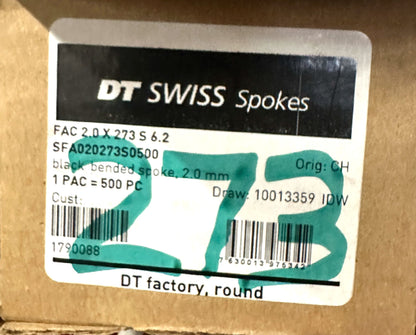 DT SWISS Spokes
FAC 2.0 X 273 S 6.2
SFA020273S0500 Orig: CH
black bended spoke, 2.0 mm
1 PAC = 500 PC Draw: 10013359 IDW
Cust:
273
1790088
7630012976342
DT factory, round